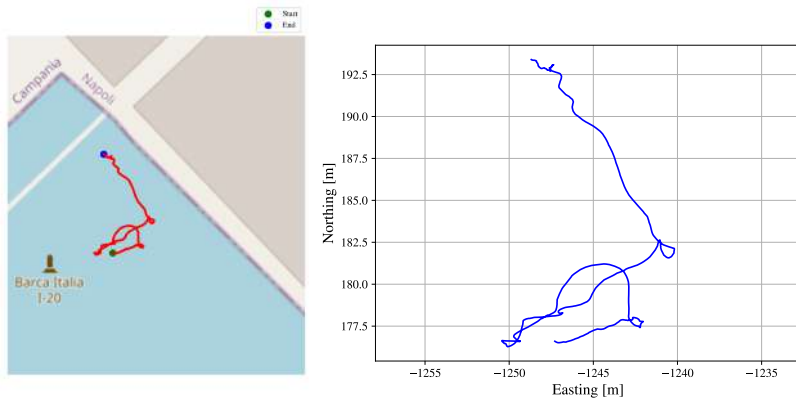 Start
End
Campania
Napoli
Barca Italia
I-20
192.5
190.0
187.5
185.0
182.5
180.0
177.5
Northing [m]
−1255
−1250
−1245
−1240
−1235
Easting [m]